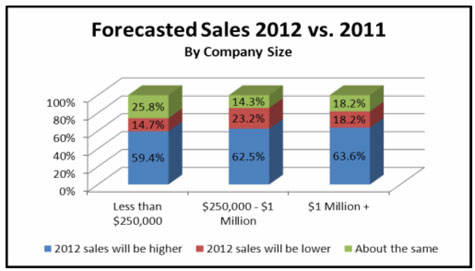 Forecasted Sales 2012 vs. 2011
By Company Size
100%
80%
60%
40%
20%
0%
25.8%
14.7%
59.4%
14.3%
23.2%
62.5%
18.2%
18.2%
63.6%
Less than
$250,000
$250,000 - $1
Million
$1 Million +
2012 sales will be higher
2012 sales will be lower
About the same